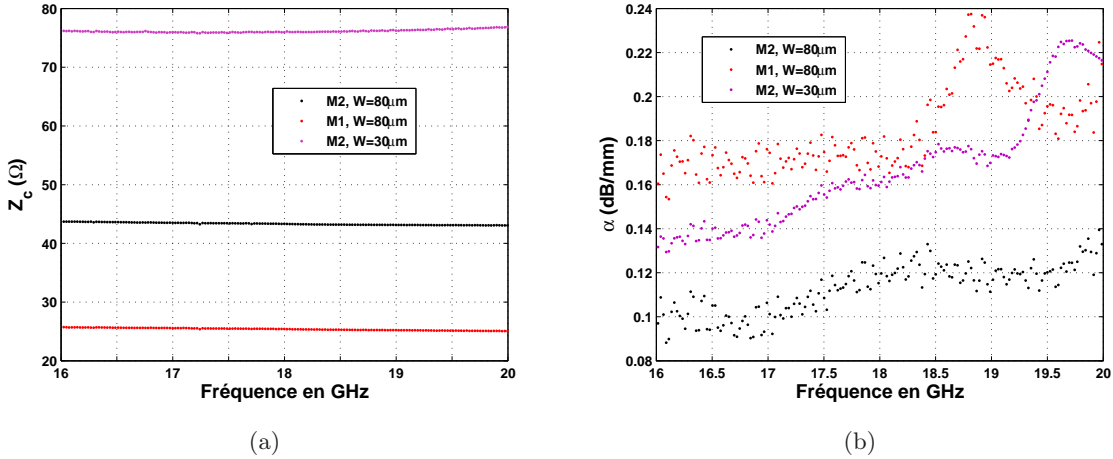 80
70
60
50
40
30
20
16
17
18
19
20
Z_c (Ω)
Fréquence en GHz
M2, W=80μm
M1, W=80μm
M2, W=30μm
(a)
0.24
0.22
0.2
0.18
0.16
0.14
0.12
0.1
0.08
16
16.5
17
17.5
18
18.5
19
19.5
20
α (dB/mm)
Fréquence en GHz
M2, W=80μm
M1, W=80μm
M2, W=30μm
(b)